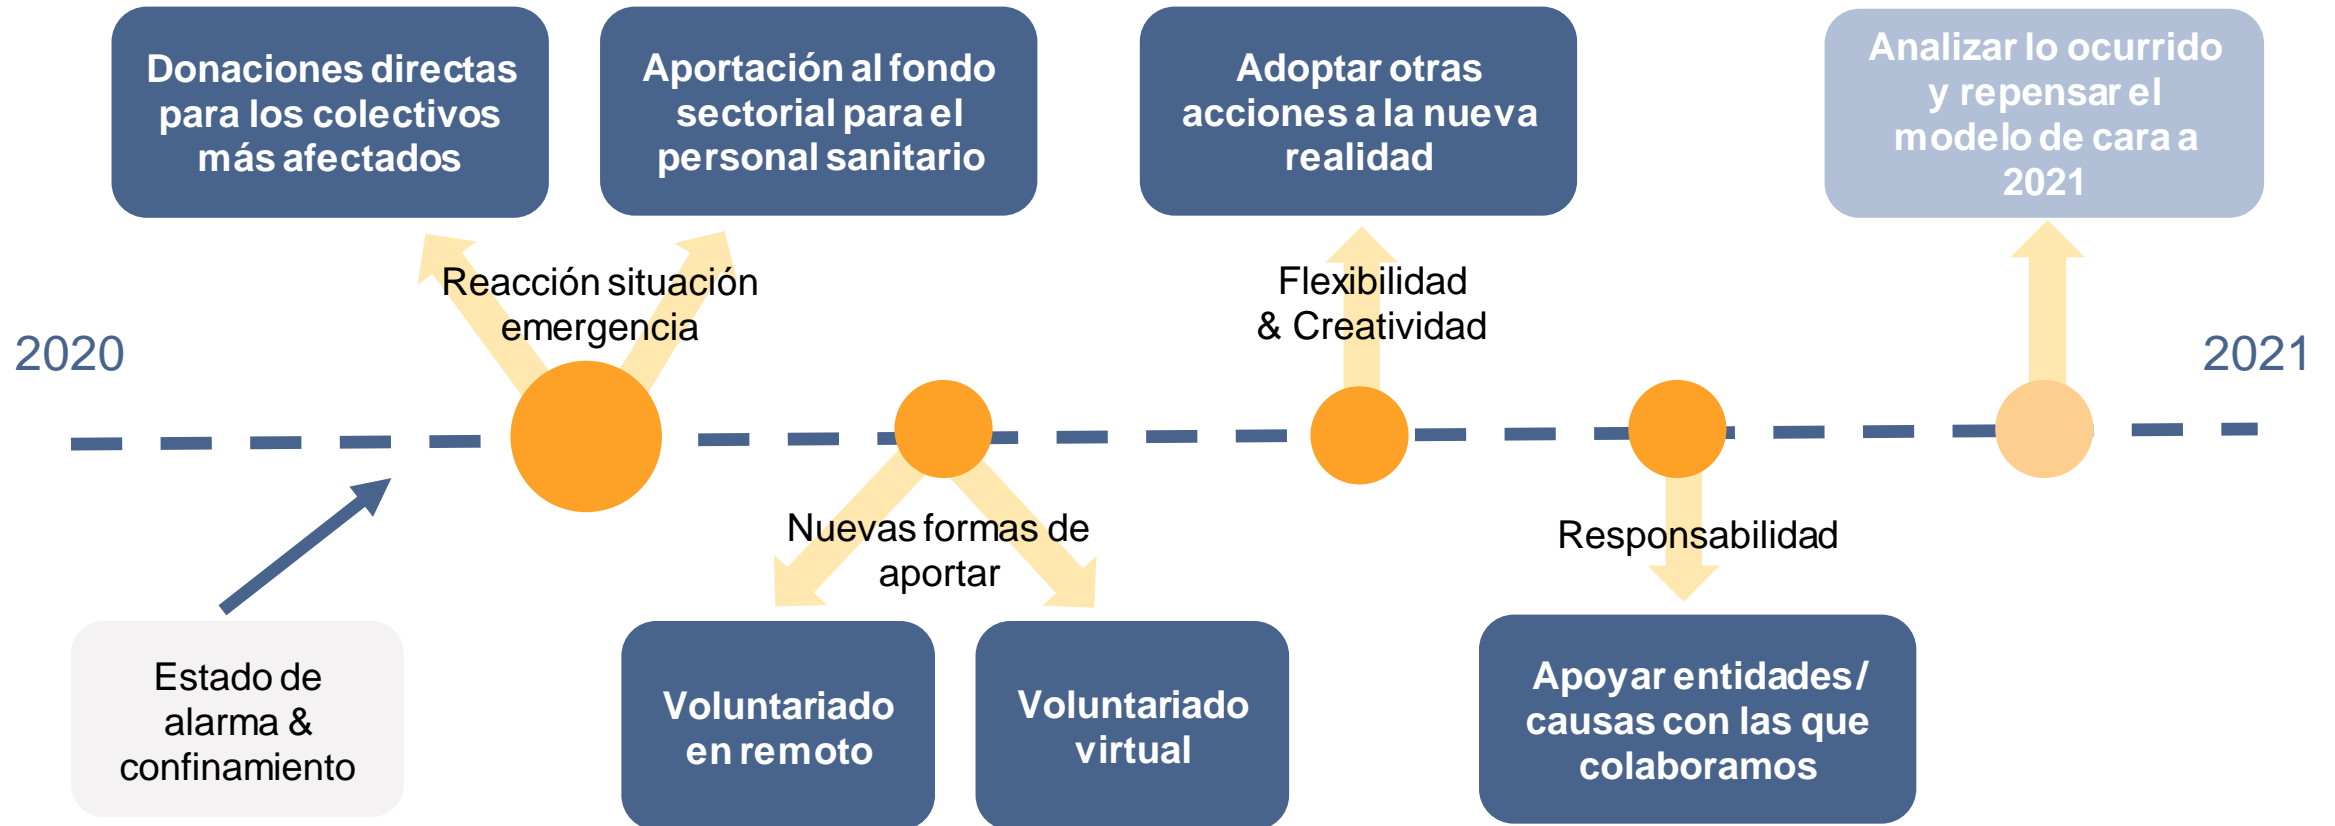 Donaciones directas
para los colectivos
más afectados
Aportación al fondo
sectorial para el
personal sanitario
Adoptar otras
acciones a la nueva
realidad
Analizar lo ocurrido
y repensar el
modelo de cara a
2021
Reacción situación
emergencia
Flexibilidad
& Creatividad
2020
2021
Nuevas formas de
aportar
Responsabilidad
Estado de
alarma &
confinamiento
Voluntariado
en remoto
Voluntariado
virtual
Apoyar entidades/
causas con las que
colaboramos